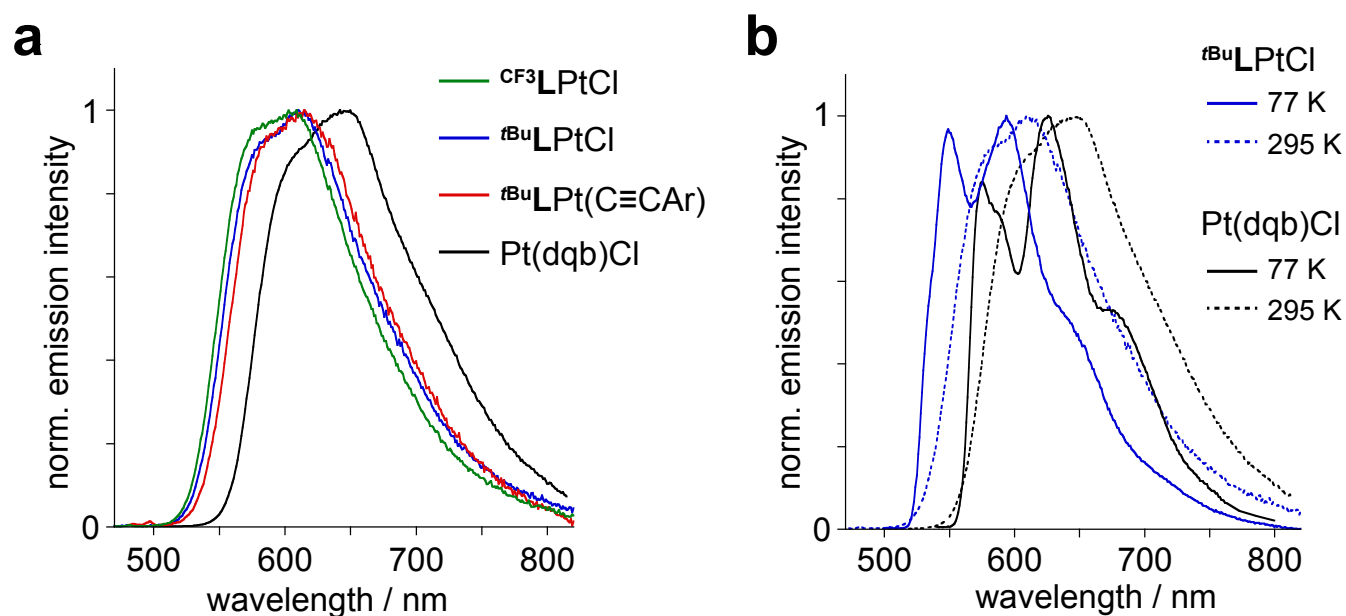 a
norm. emission intensity
1
0
500
600
700
800
wavelength / nm
CF3LPtCl
tBuLPtCl
tBuLPt(C≡CAr)
Pt(dqb)Cl
b
norm. emission intensity
1
0
500
600
700
800
wavelength / nm
tBuLPtCl
77 K
295 K
Pt(dqb)Cl
77 K
295 K